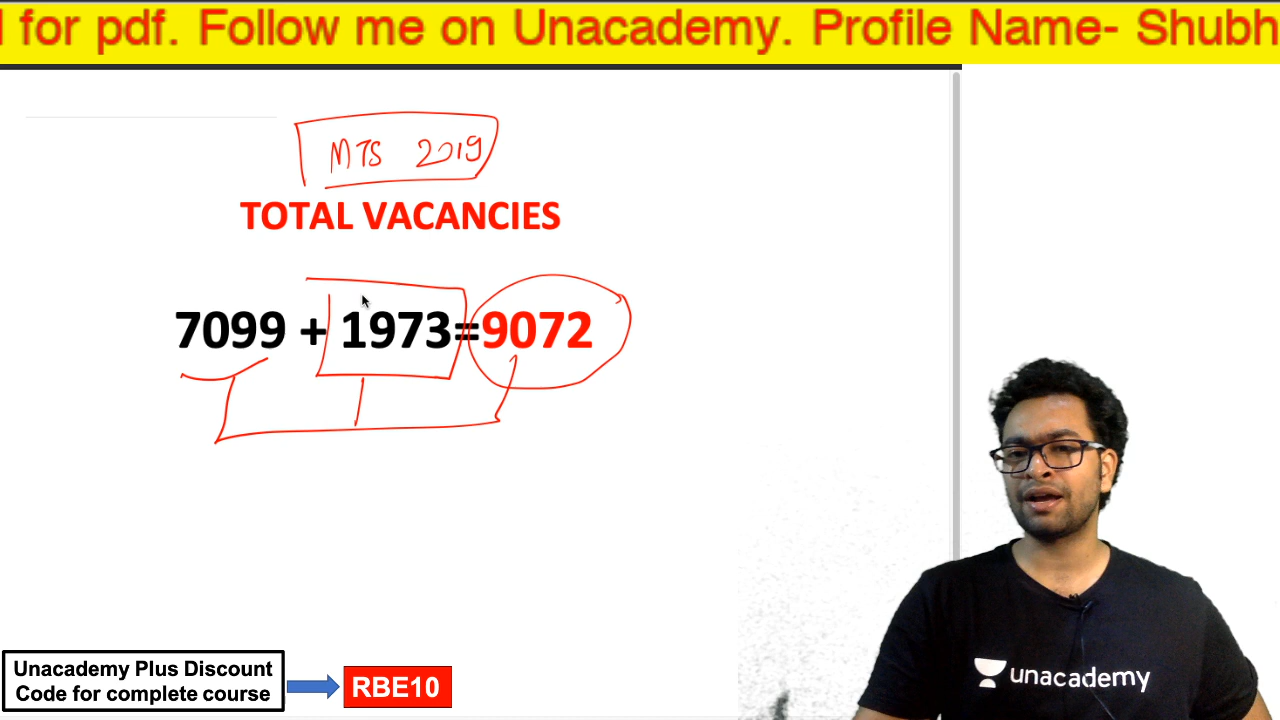 l for pdf. Follow me on Unacademy. Profile Name- Shubh
MTS 2019
TOTAL VACANCIES
7099 + 1973=9072
Unacademy Plus Discount
Code for complete course
RBE10
unacademy